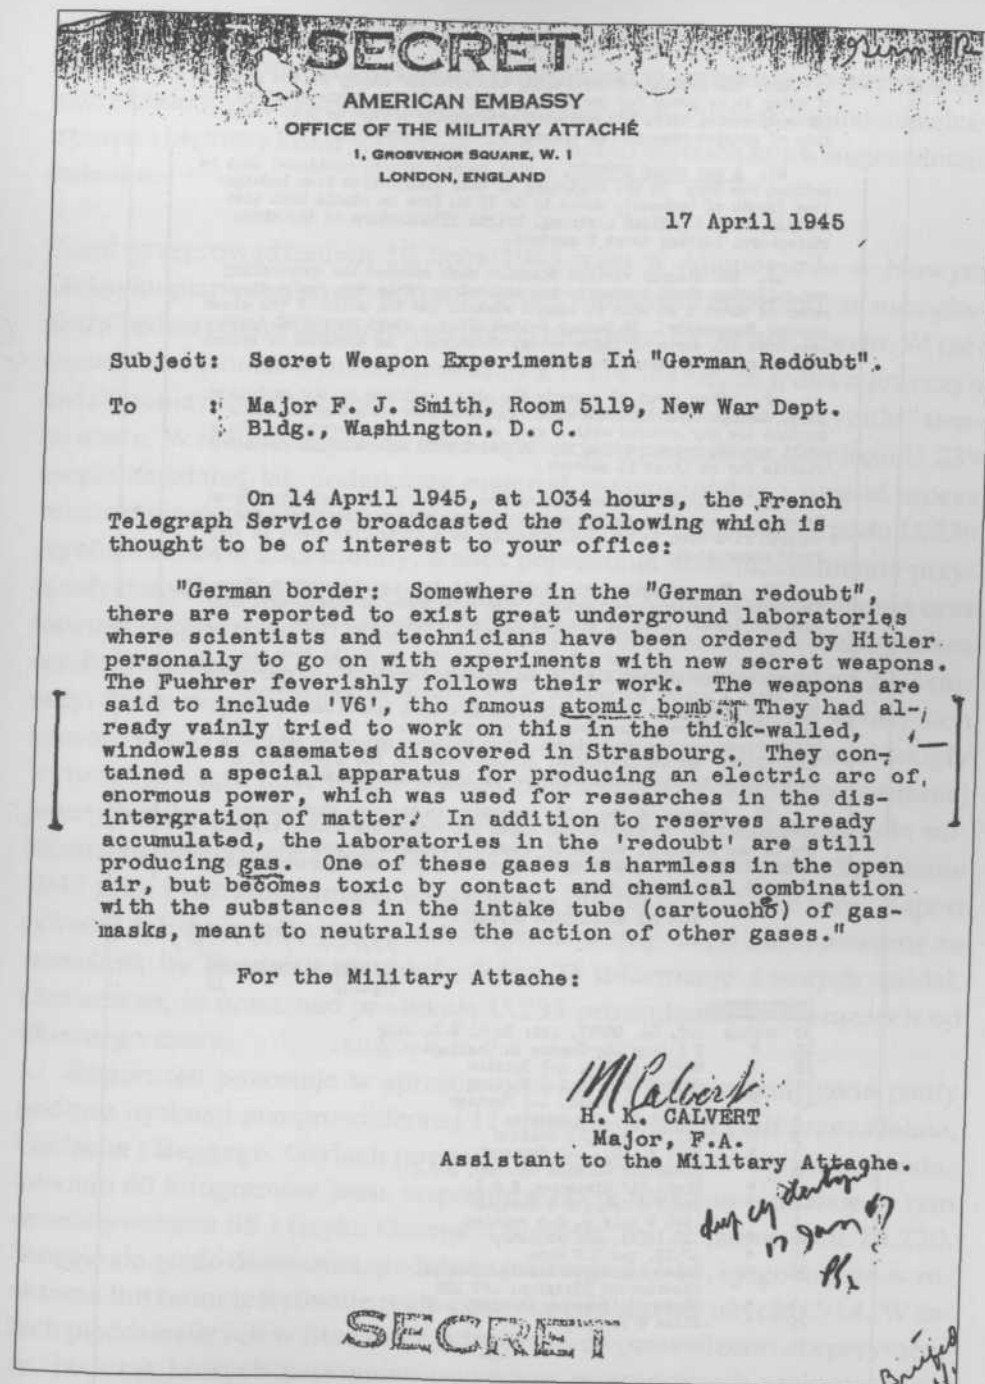 SECRET
AMERICAN EMBASSY
OFFICE OF THE MILITARY ATTACHÉ
1, GROSVENOR SQUARE, W. 1
LONDON, ENGLAND
17 April 1945
Subject: Secret Weapon Experiments In "German Redoubt".
To : Major F. J. Smith, Room 5119, New War Dept.
: Bldg., Washington, D. C.
On 14 April 1945, at 1034 hours, the French
Telegraph Service broadcasted the following which is
thought to be of interest to your office:
"German border: Somewhere in the "German redoubt",
there are reported to exist great underground laboratories
where scientists and technicians have been ordered by Hitler
personally to go on with experiments with new secret weapons.
The Fuehrer feverishly follows their work. The weapons are
said to include 'V6', the famous atomic bomb. They had al-
ready vainly tried to work on this in the thick-walled,
windowless casemates discovered in Strasbourg. They con-
tained a special apparatus for producing an electric arc of
enormous power, which was used for researches in the dis-
intergration of matter. In addition to reserves already
accumulated, the laboratories in the 'redoubt' are still
producing gas. One of these gases is harmless in the open
air, but becomes toxic by contact and chemical combination
with the substances in the intake tube (cartouche) of gas-
masks, meant to neutralise the action of other gases."
For the Military Attache:
Calvert
H. K. CALVERT
Major, F.A.
Assistant to the Military Attache.
17 Jan 47
SECRET